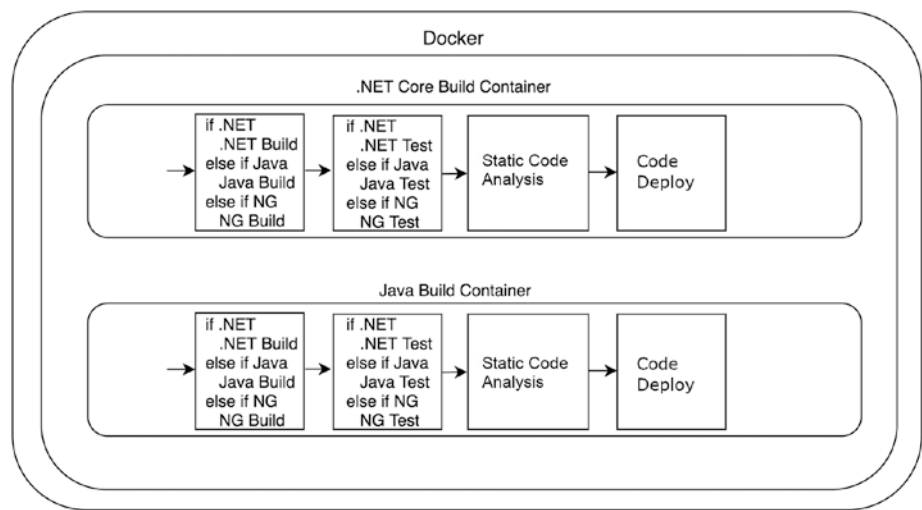 Docker
.NET Core Build Container
if .NET
.NET Build
else if Java
Java Build
else if NG
NG Build
if .NET
.NET Test
else if Java
Java Test
else if NG
NG Test
Static Code
Analysis
Code
Deploy
Java Build Container
if .NET
.NET Build
else if Java
Java Build
else if NG
NG Build
if .NET
.NET Test
else if Java
Java Test
else if NG
NG Test
Static Code
Analysis
Code
Deploy